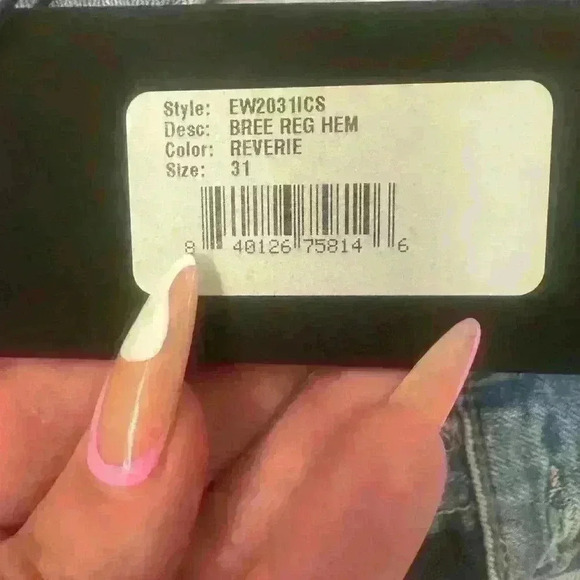 Style: EW2031ICS
Desc: BREE REG HEM
Color: REVERIE
Size: 31
8 40126 75814 6